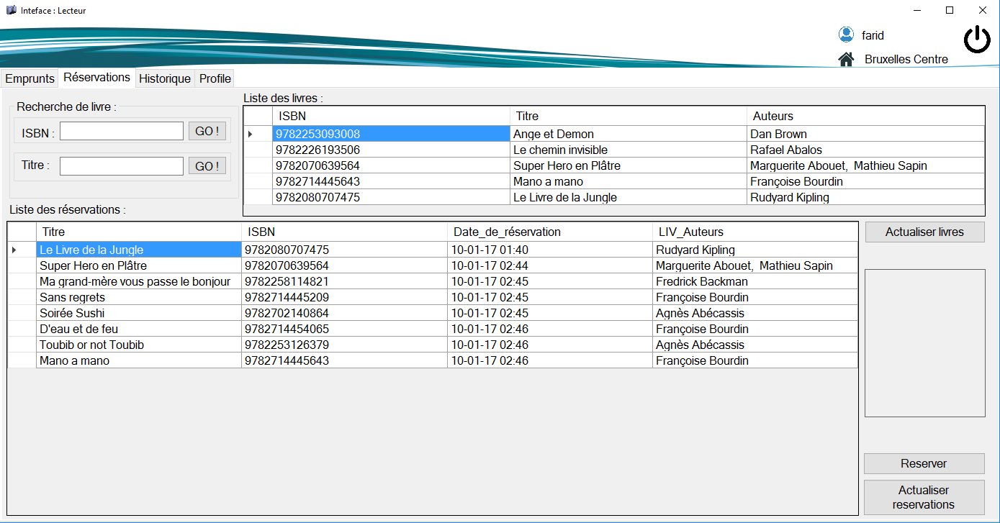 Inteface : Lecteur
farid
Bruxelles Centre
Emprunts Réservations Historique Profile
Recherche de livre :
ISBN : GO !
Titre : GO !
Liste des livres :
ISBN Titre Auteurs
9782253093008 Ange et Demon Dan Brown
9782226193506 Le chemin invisible Rafael Abalos
9782070639564 Super Hero en Plâtre Marguerite Abouet, Mathieu Sapin
9782714445643 Mano a mano Françoise Bourdin
9782080707475 Le Livre de la Jungle Rudyard Kipling
Liste des réservations :
Titre ISBN Date_de_réservation LIV_Auteurs
Le Livre de la Jungle 9782080707475 10-01-17 01:40 Rudyard Kipling
Super Hero en Plâtre 9782070639564 10-01-17 02:44 Marguerite Abouet, Mathieu Sapin
Ma grand-mère vous passe le bonjour 9782258114821 10-01-17 02:45 Fredrick Backman
Sans regrets 9782714445209 10-01-17 02:45 Françoise Bourdin
Soirée Sushi 9782702140864 10-01-17 02:45 Agnès Abécassis
D'eau et de feu 9782714454065 10-01-17 02:46 Françoise Bourdin
Toubib or not Toubib 9782253126379 10-01-17 02:46 Agnès Abécassis
Mano a mano 9782714445643 10-01-17 02:46 Françoise Bourdin
Actualiser livres
Reserver
Actualiser
reservations